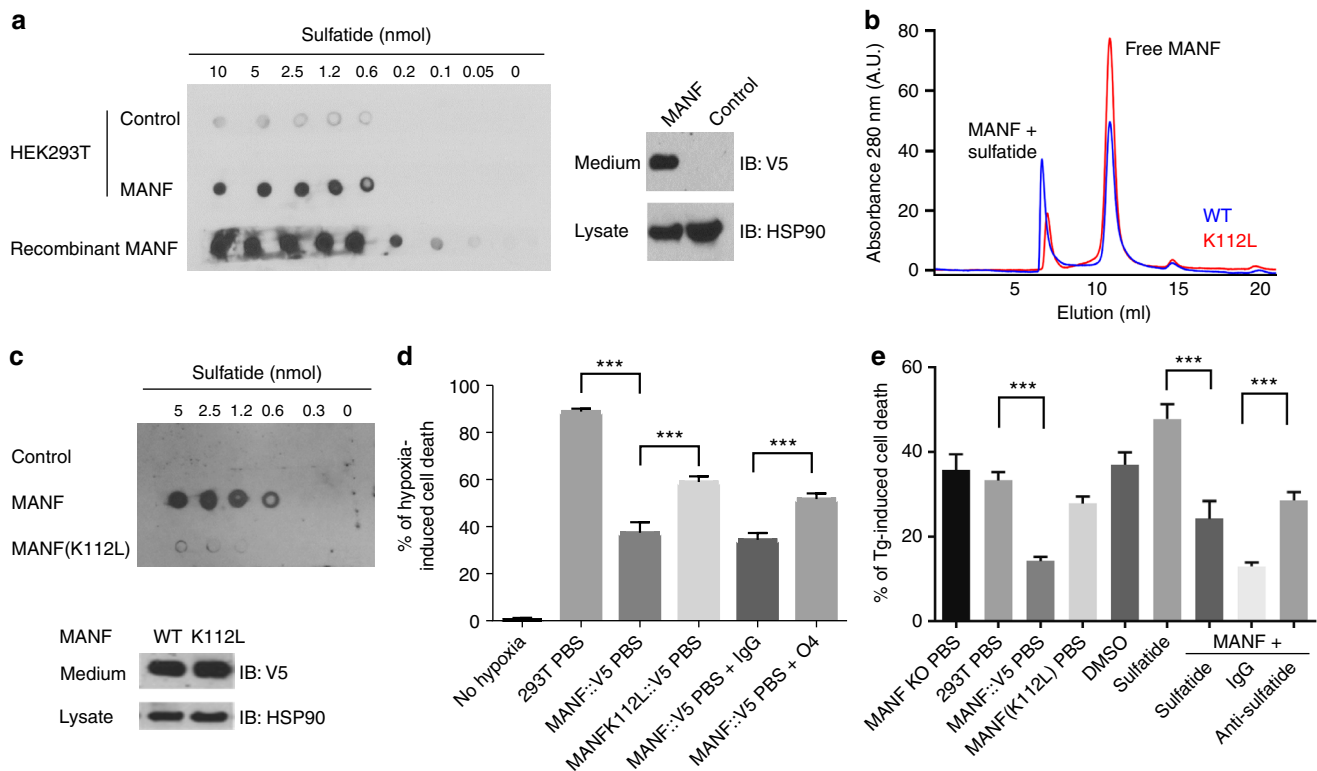 a
Sulfatide (nmol)
10 5 2.5 1.2 0.6 0.2 0.1 0.05 0
HEK293T
Control
MANF
Recombinant MANF
MANF Control
Medium IB: V5
Lysate IB: HSP90
b
Absorbance 280 nm (A.U.)
80
60
40
20
0
MANF +
sulfatide
Free MANF
WT
K112L
5 10 15 20
Elution (ml)
c
Sulfatide (nmol)
5 2.5 1.2 0.6 0.3 0
Control
MANF
MANF(K112L)
MANF WT K112L
Medium IB: V5
Lysate IB: HSP90
d
% of hypoxia-
induced cell death
100
80
60
40
20
0
*** *** ***
No hypoxia
293T PBS
MANF::V5 PBS
MANFK112L::V5 PBS
MANF::V5 PBS + IgG
MANF::V5 PBS + O4
e
% of Tg-induced cell death
60
40
20
0
*** *** ***
MANF KO PBS
293T PBS
MANF::V5 PBS
MANF(K112L) PBS
DMSO
Sulfatide
MANF +
Sulfatide
IgG
Anti-sulfatide